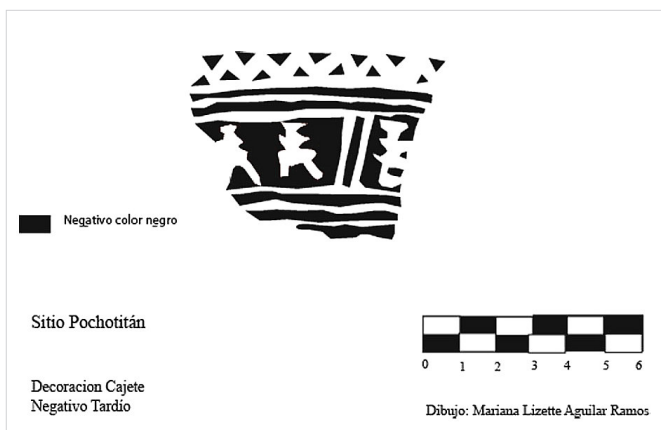 Negativo color negro
Sitio Pochotitán
0 1 2 3 4 5 6
Decoracion Cajete
Negativo Tardío
Dibujo: Mariana Lizette Aguilar Ramos